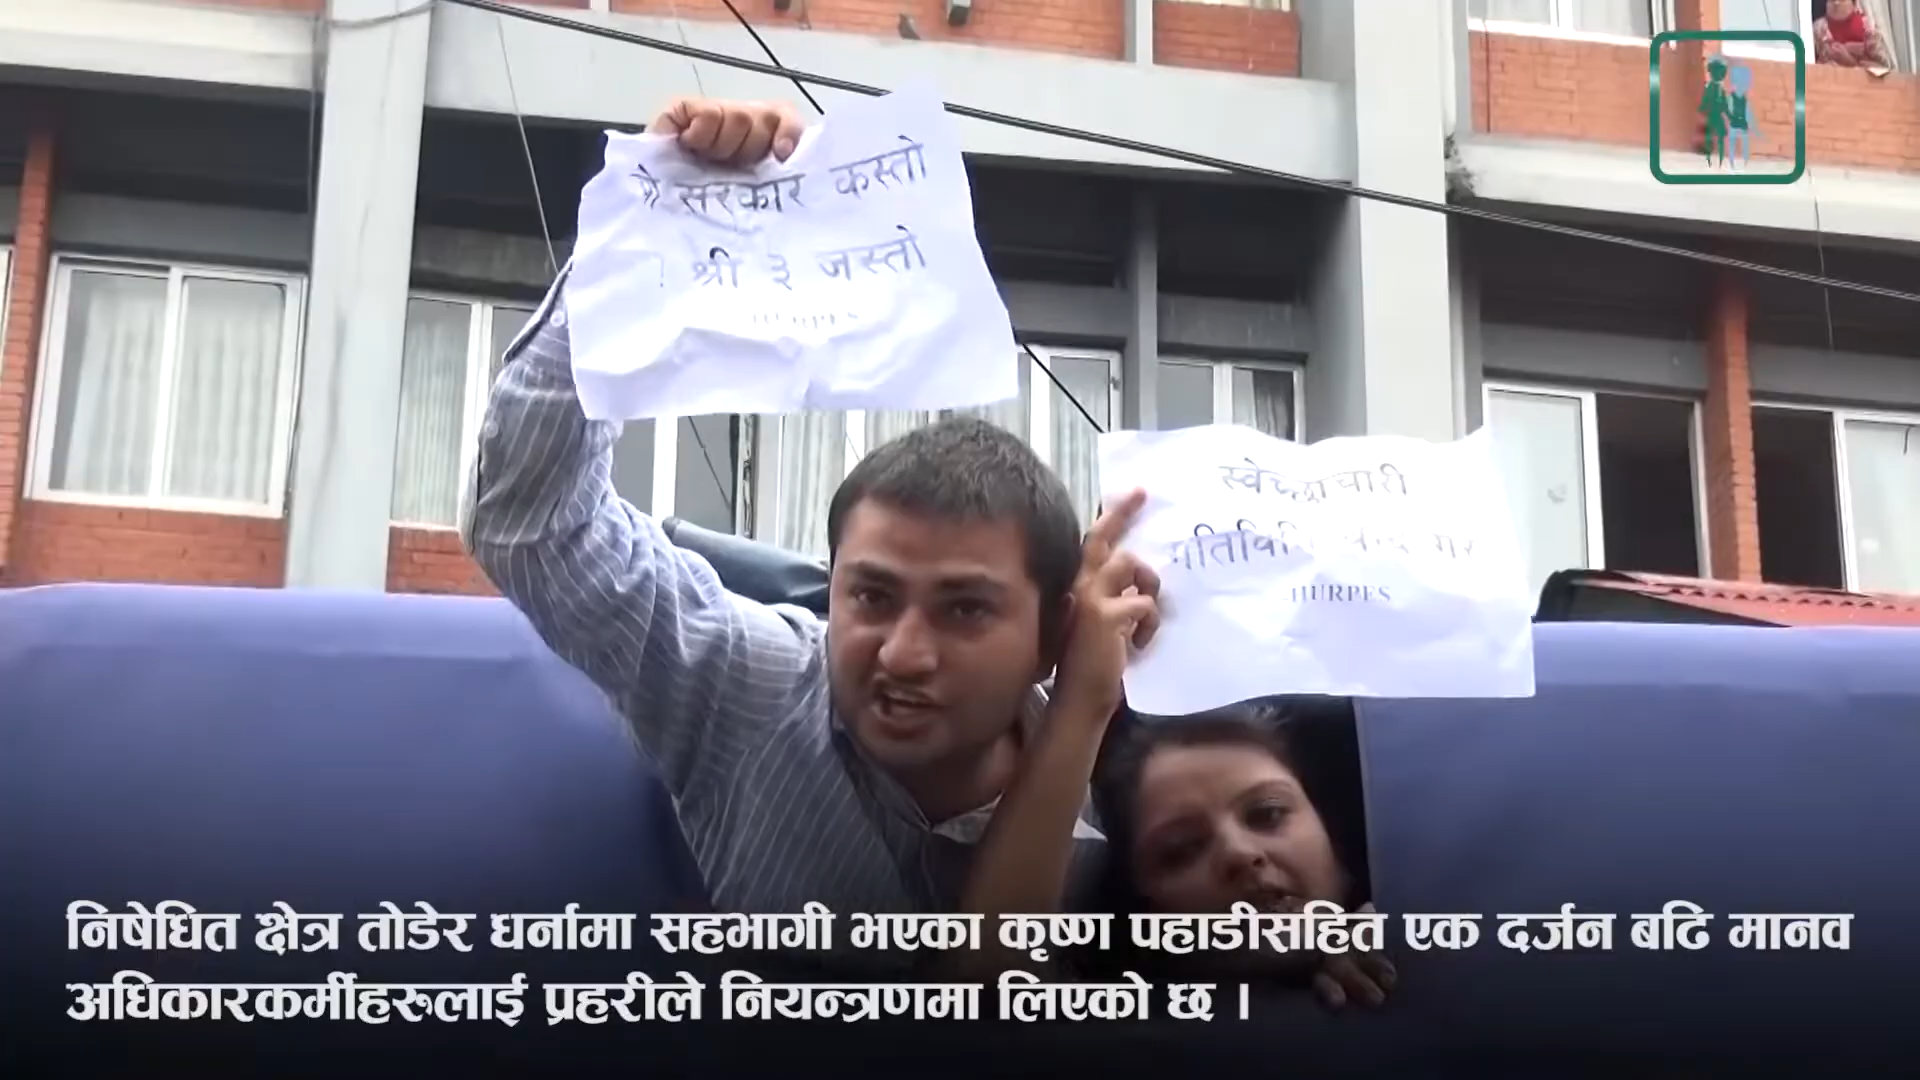 सरकार कस्तो
? श्री ३ जस्तो
स्वेच्छाचारी
HURPES
निषेधित क्षेत्र तोडेर धर्नामा सहभागी भएका कृष्ण पहाडीसहित एक दर्जन बढि मानव
अधिकारकर्मीहरुलाई प्रहरीले नियन्त्रणमा लिएको छ ।